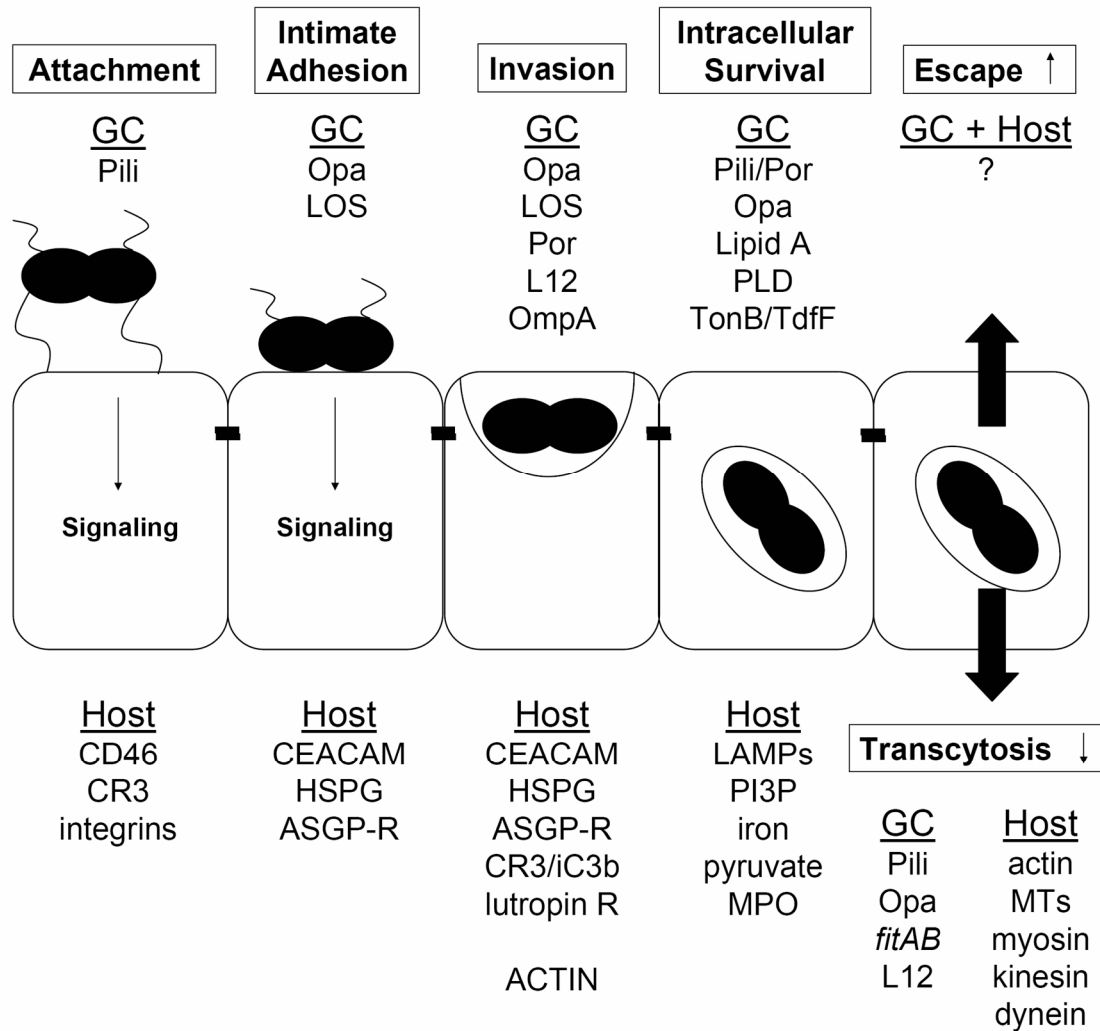 Attachment
GC
Pili
Signaling
Host
CD46
CR3
integrins
Intimate
Adhesion
GC
Opa
LOS
Signaling
Host
CEACAM
HSPG
ASGP-R
Invasion
GC
Opa
LOS
Por
L12
OmpA
Host
CEACAM
HSPG
ASGP-R
CR3/iC3b
lutropin R
ACTIN
Intracellular
Survival
GC
Pili/Por
Opa
Lipid A
PLD
TonB/TdfF
Host
LAMPs
PI3P
iron
pyruvate
MPO
Escape ↑
GC + Host
?
Transcytosis ↓
GC
Pili
Opa
fitAB
L12
Host
actin
MTs
myosin
kinesin
dynein